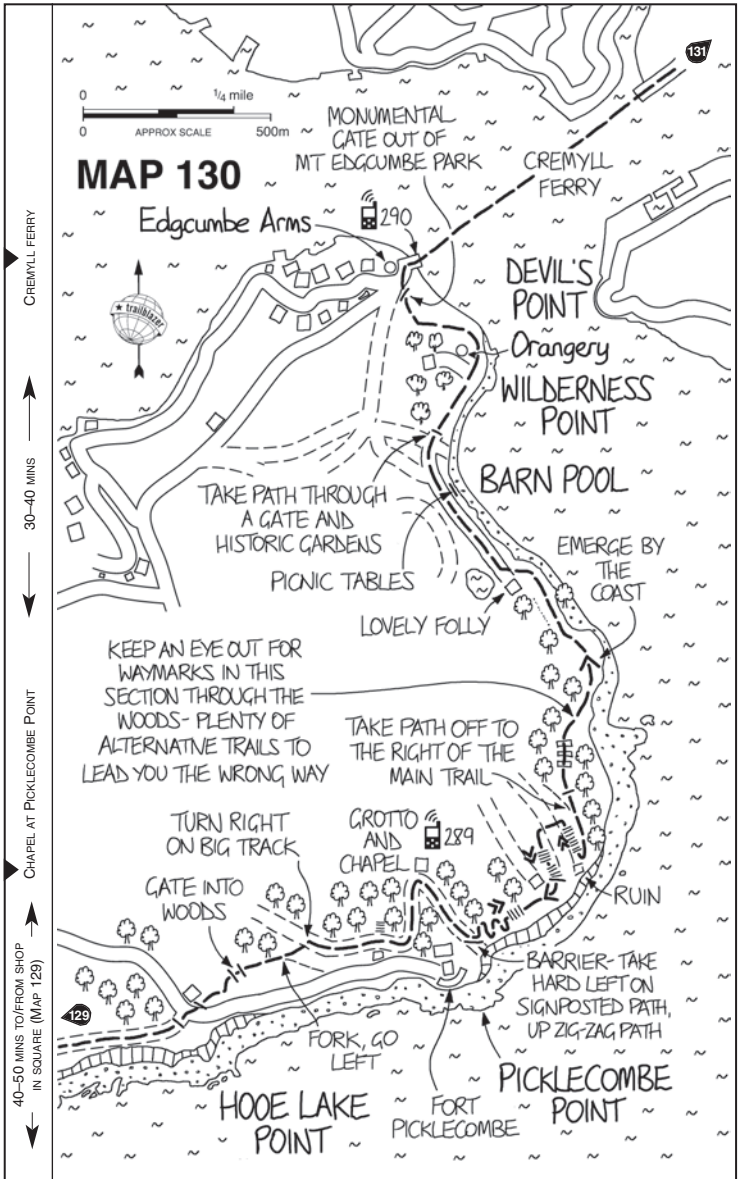 131
0 ¼ mile
0 APPROX SCALE 500m
MAP 130
MONUMENTAL
GATE OUT OF
MT EDGCUMBE PARK
CREMYLL
FERRY
Edgcumbe Arms
290
★ trailblazer
DEVIL'S
POINT
Orangery
WILDERNESS
POINT
BARN POOL
TAKE PATH THROUGH
A GATE AND
HISTORIC GARDENS
PICNIC TABLES
LOVELY FOLLY
EMERGE BY
THE
COAST
KEEP AN EYE OUT FOR
WAYMARKS IN THIS
SECTION THROUGH THE
WOODS- PLENTY OF
ALTERNATIVE TRAILS TO
LEAD YOU THE WRONG WAY
TAKE PATH OFF TO
THE RIGHT OF THE
MAIN TRAIL
TURN RIGHT
ON BIG TRACK
GROTTO
AND
CHAPEL
289
GATE INTO
WOODS
RUIN
BARRIER- TAKE
HARD LEFT ON
SIGNPOSTED PATH,
UP ZIG-ZAG PATH
129
FORK, GO
LEFT
HOOE LAKE
POINT
FORT
PICKLECOMBE
PICKLECOMBE
POINT
CREMYLL FERRY
30–40 MINS
CHAPEL AT PICKLECOMBE POINT
40–50 MINS TO/FROM SHOP
IN SQUARE (MAP 129)